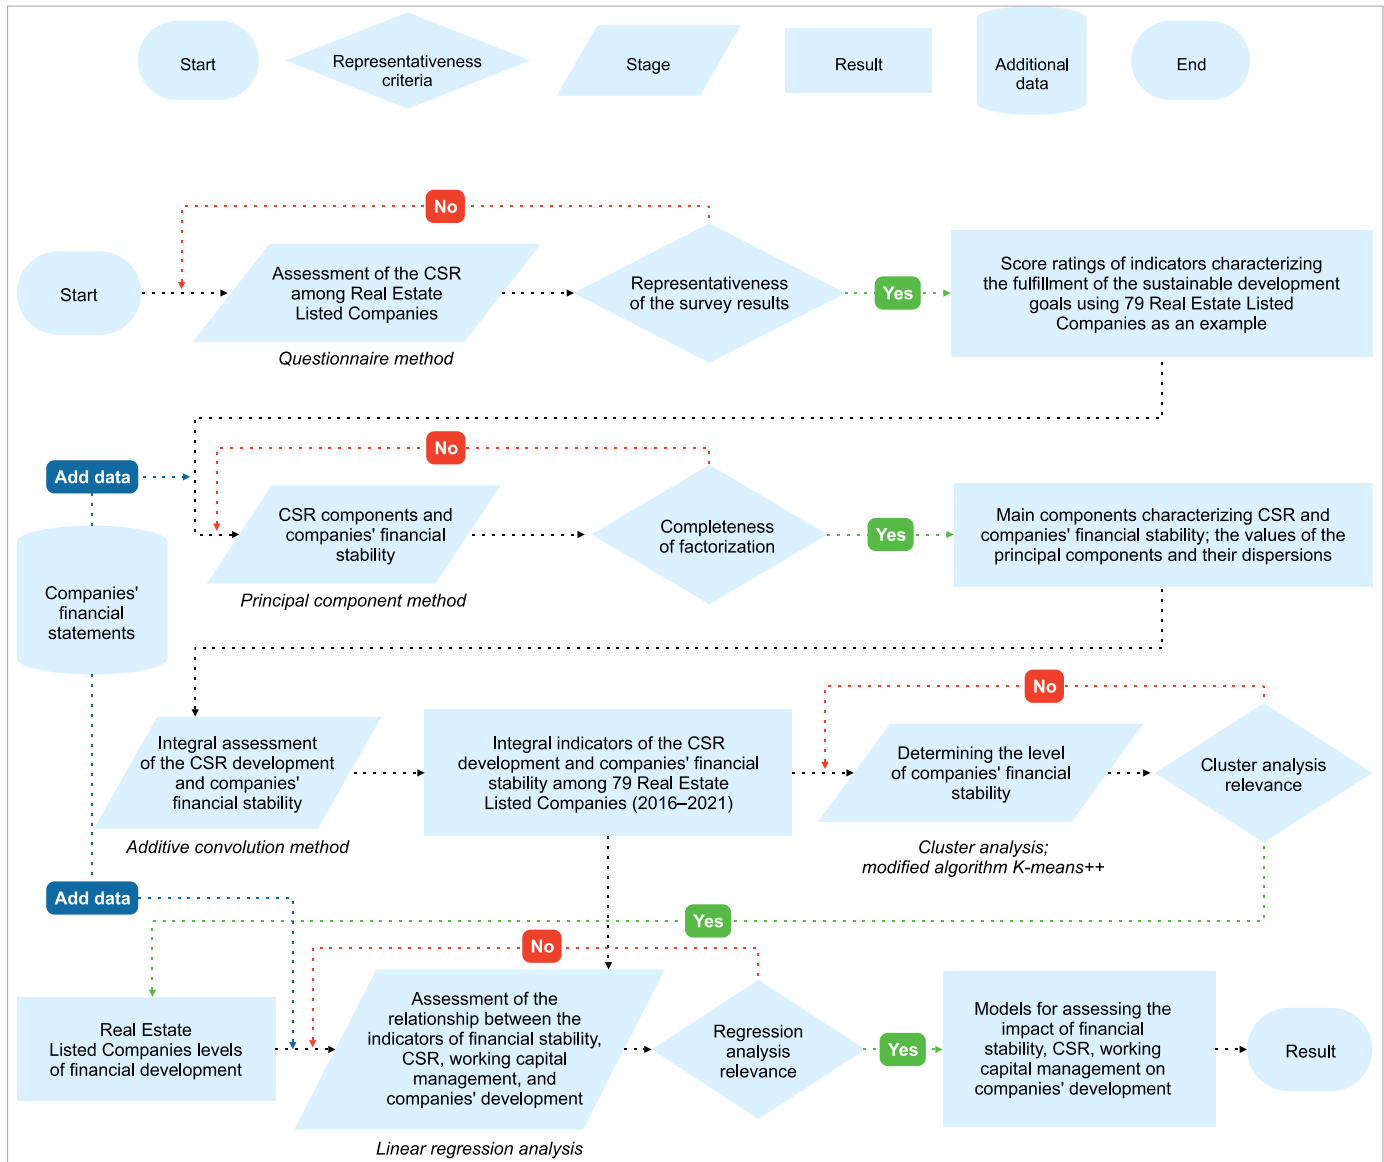 Start
Representativeness
criteria
Stage
Result
Additional
data
End
No
Start
Assessment of the CSR
among Real Estate
Listed Companies
Questionnaire method
Representativeness
of the survey results
Yes
Score ratings of indicators characterizing
the fulfillment of the sustainable development
goals using 79 Real Estate Listed
Companies as an example
No
Add data
CSR components and
companies' financial
stability
Principal component method
Completeness
of factorization
Yes
Main components characterizing CSR and
companies' financial stability; the values of the
principal components and their dispersions
Companies'
financial
statements
No
Integral assessment
of the CSR development
and companies'
financial stability
Additive convolution method
Integral indicators of the CSR
development and companies' financial
stability among 79 Real Estate
Listed Companies (2016–2021)
Determining the level
of companies' financial
stability
Cluster analysis;
modified algorithm K-means++
Cluster analysis
relevance
Add data
Yes
No
Real Estate
Listed Companies levels
of financial development
Assessment of the
relationship between the
indicators of financial stability,
CSR, working capital
management, and
companies' development
Linear regression analysis
Regression
analysis
relevance
Yes
Models for assessing the
impact of financial
stability, CSR, working
capital management on
companies' development
Result